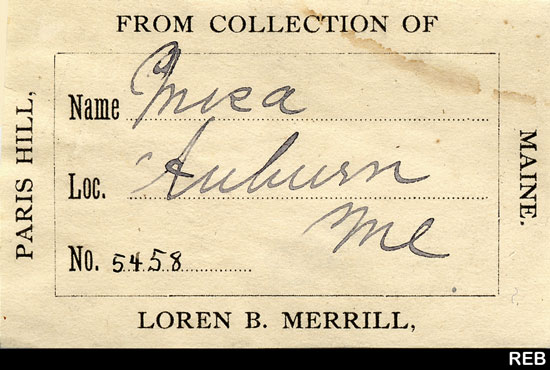 FROM COLLECTION OF
PARIS HILL,
Name Mica
Loc. Auburn
Me
No. 5458
MAINE.
LOREN B. MERRILL,
REB